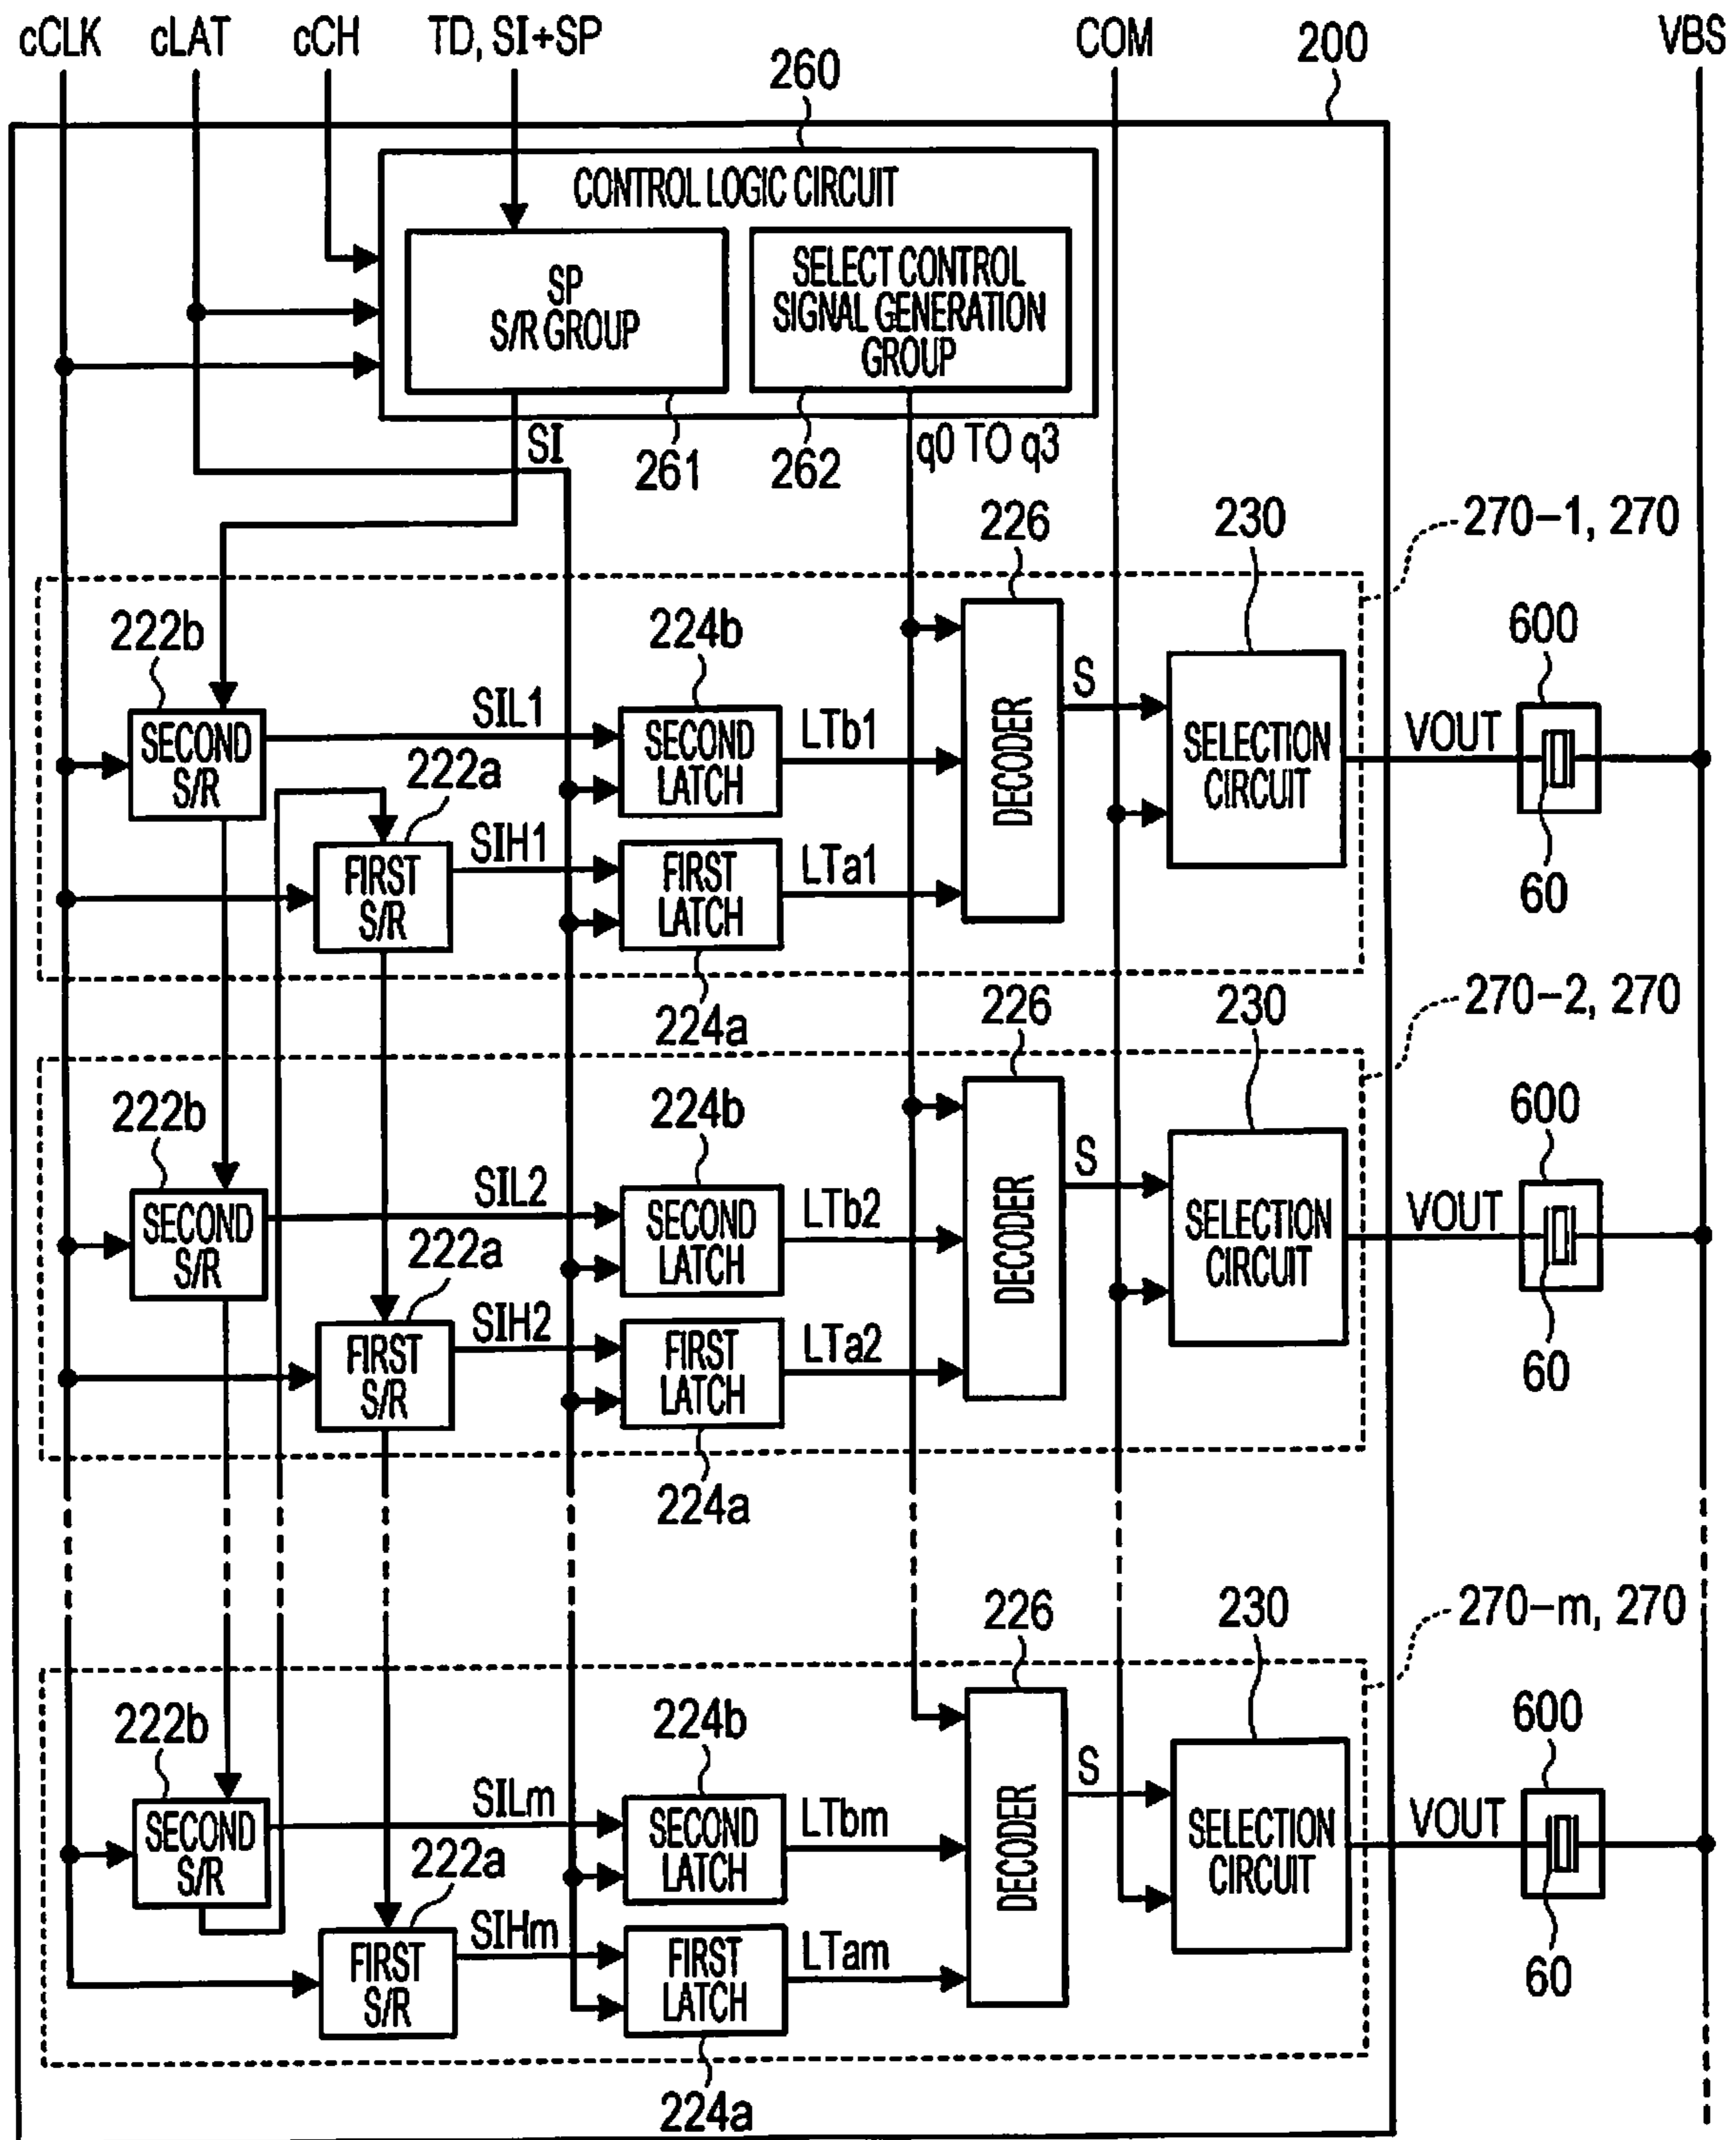 cCLK cLAT cCH TD, SI+SP COM VBS
200
260
CONTROL LOGIC CIRCUIT
SP
S/R GROUP
SELECT CONTROL
SIGNAL GENERATION
GROUP
SI
261
262
q0 TO q3
270-1, 270
226
230
222b
224b
600
SECOND
S/R
SIL1
SECOND
LATCH
LTb1
DECODER
S
SELECTION
CIRCUIT
VOUT
222a
FIRST
S/R
SIH1
FIRST
LATCH
LTa1
60
224a
270-2, 270
226
230
222b
224b
600
SECOND
S/R
SIL2
SECOND
LATCH
LTb2
DECODER
S
SELECTION
CIRCUIT
VOUT
222a
FIRST
S/R
SIH2
FIRST
LATCH
LTa2
60
224a
270-m, 270
226
230
222b
224b
600
SECOND
S/R
SILm
SECOND
LATCH
LTbm
DECODER
S
SELECTION
CIRCUIT
VOUT
222a
FIRST
S/R
SIHm
FIRST
LATCH
LTam
60
224a